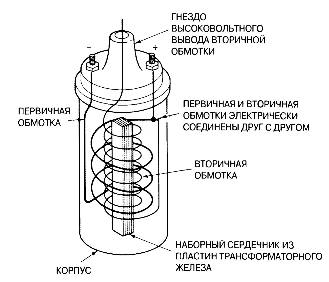 ГНЕЗДО
ВЫСОКОВОЛЬТНОГО
ВЫВОДА ВТОРИЧНОЙ
ОБМОТКИ
–
+
ПЕРВИЧНАЯ
ОБМОТКА
ПЕРВИЧНАЯ И ВТОРИЧНАЯ
ОБМОТКИ ЭЛЕКТРИЧЕСКИ
СОЕДИНЕНЫ ДРУГ С ДРУГОМ
ВТОРИЧНАЯ
ОБМОТКА
НАБОРНЫЙ СЕРДЕЧНИК ИЗ
ПЛАСТИН ТРАНСФОРМАТОРНОГО
ЖЕЛЕЗА
КОРПУС